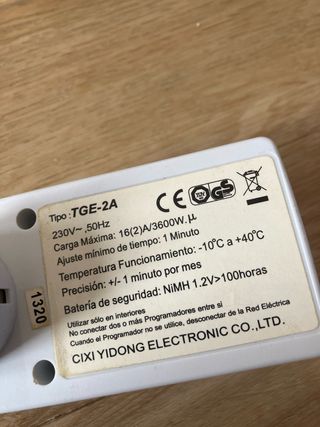 Tipo :TGE-2A
230V~ ,50Hz
Carga Máxima: 16(2)A/3600W.μ
Ajuste mínimo de tiempo: 1 Minuto
Temperatura Funcionamiento: -10°C a +40°C
Precisión: +/- 1 minuto por mes
Batería de seguridad: NiMH 1.2V>100horas
Utilizar sólo en interiores
No conectar dos o más Programadores entre si
Cuando el Programador no se utilice, desconectar de la Red Eléctrica
CIXI YIDONG ELECTRONIC CO.,LTD.
CE
GS
1320